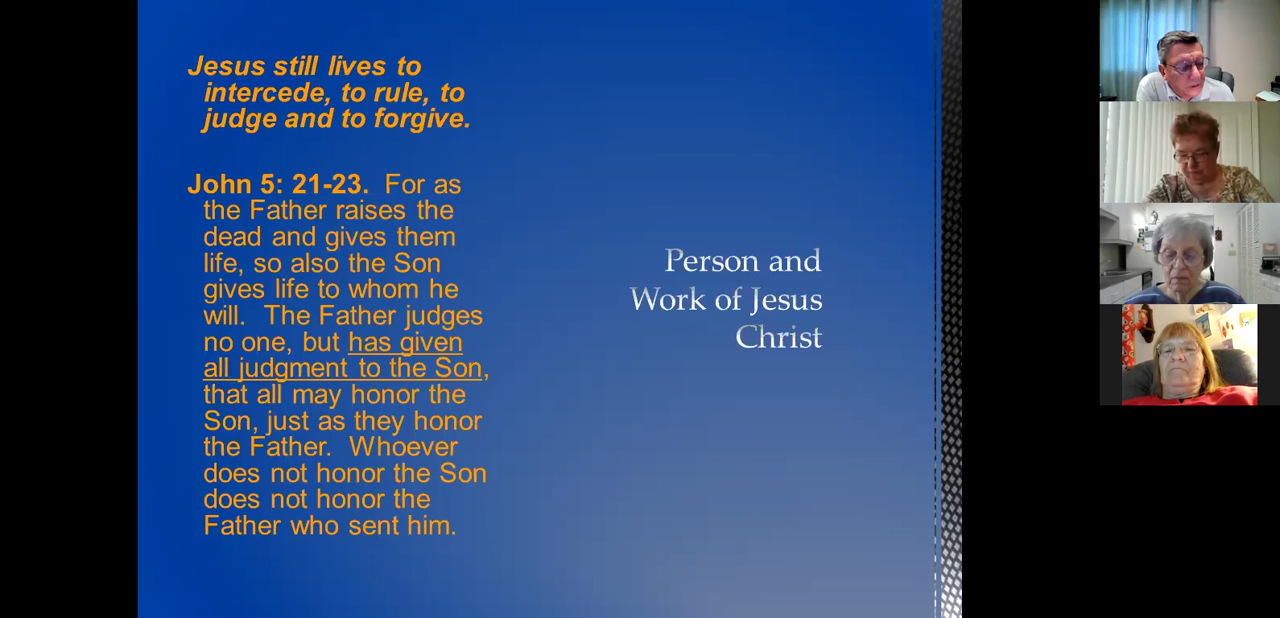 Jesus still lives to
intercede, to rule, to
judge and to forgive.
John 5: 21-23.  For as
the Father raises the
dead and gives them
life, so also the Son
gives life to whom he
will.  The Father judges
no one, but has given
all judgment to the Son,
that all may honor the
Son, just as they honor
the Father.  Whoever
does not honor the Son
does not honor the
Father who sent him.
Person and
Work of Jesus
Christ